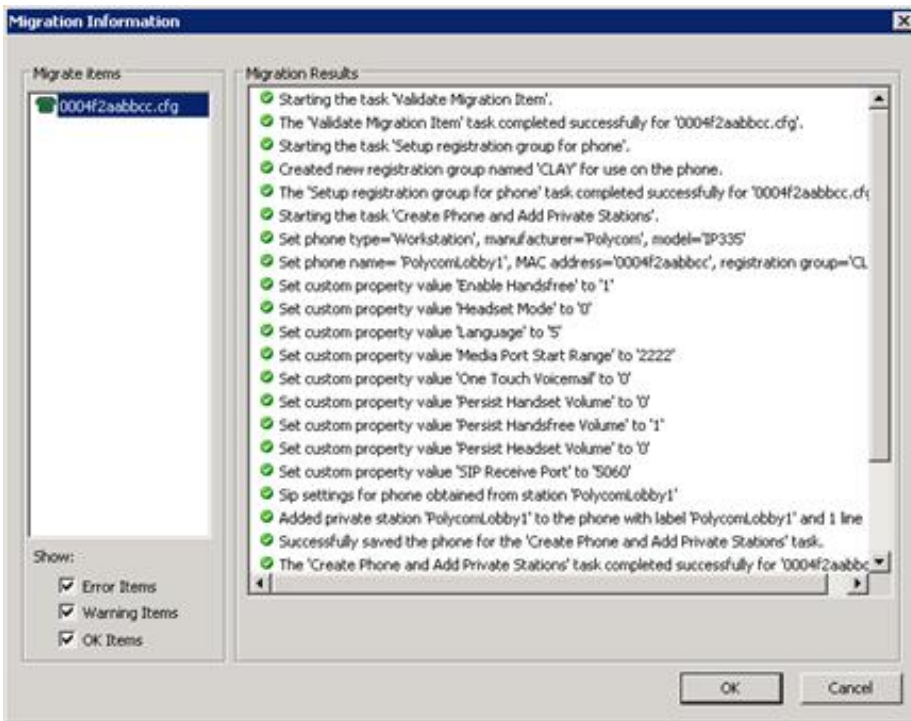 Migration Information
Migrate items
0004f2aabbcc.cfg
Show:
Error Items
Warning Items
OK Items
Migration Results
Starting the task 'Validate Migration Item'.
The 'Validate Migration Item' task completed successfully for '0004f2aabbcc.cfg'.
Starting the task 'Setup registration group for phone'.
Created new registration group named 'CLAY' for use on the phone.
The 'Setup registration group for phone' task completed successfully for '0004f2aabbcc.cfg
Starting the task 'Create Phone and Add Private Stations'.
Set phone type='Workstation', manufacturer='Polycom', model='IP335'
Set phone name= 'PolycomLobby1', MAC address='0004f2aabbcc', registration group='CL
Set custom property value 'Enable Handsfree' to '1'
Set custom property value 'Headset Mode' to '0'
Set custom property value 'Language' to '5'
Set custom property value 'Media Port Start Range' to '2222'
Set custom property value 'One Touch Voicemail' to '0'
Set custom property value 'Persist Handset Volume' to '0'
Set custom property value 'Persist Handsfree Volume' to '1'
Set custom property value 'Persist Headset Volume' to '0'
Set custom property value 'SIP Receive Port' to '5060'
Sip settings for phone obtained from station 'PolycomLobby1'
Added private station 'PolycomLobby1' to the phone with label 'PolycomLobby1' and 1 line
Successfully saved the phone for the 'Create Phone and Add Private Stations' task.
The 'Create Phone and Add Private Stations' task completed successfully for '0004f2aabbc
OK
Cancel